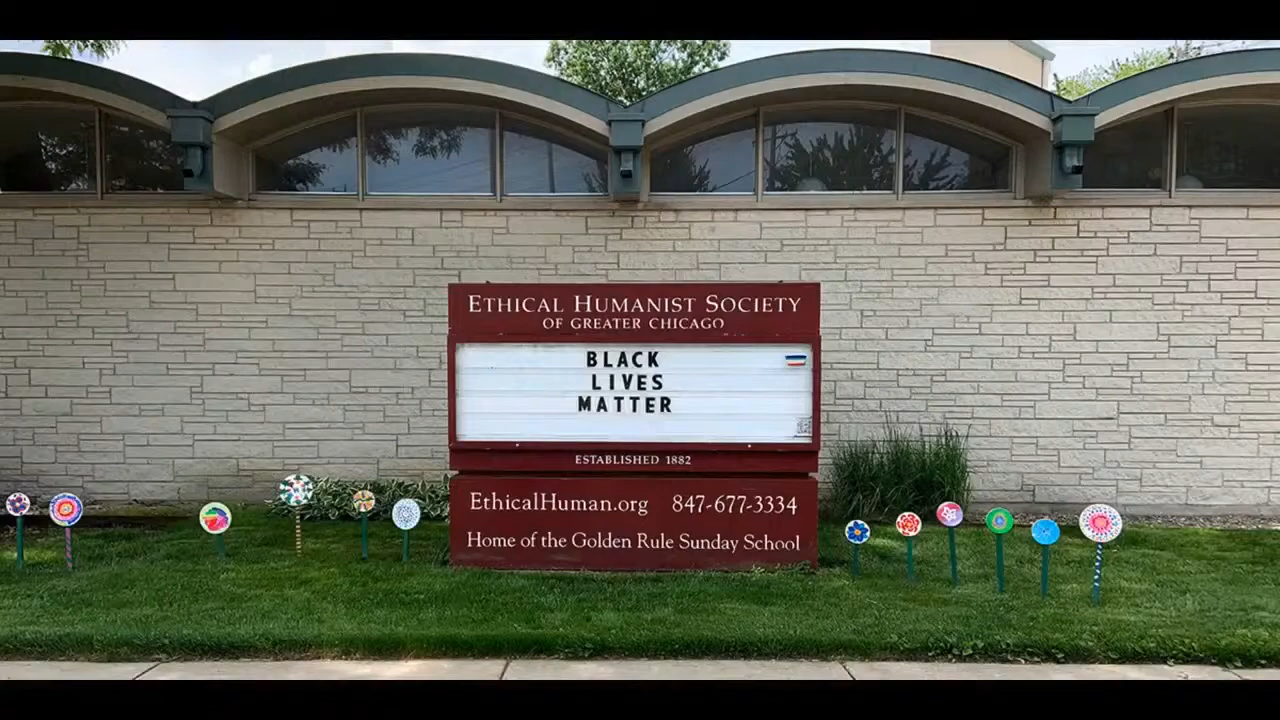 ETHICAL HUMANIST SOCIETY
OF GREATER CHICAGO
BLACK
LIVES
MATTER
ESTABLISHED 1882
EthicalHuman.org 847-677-3334
Home of the Golden Rule Sunday School